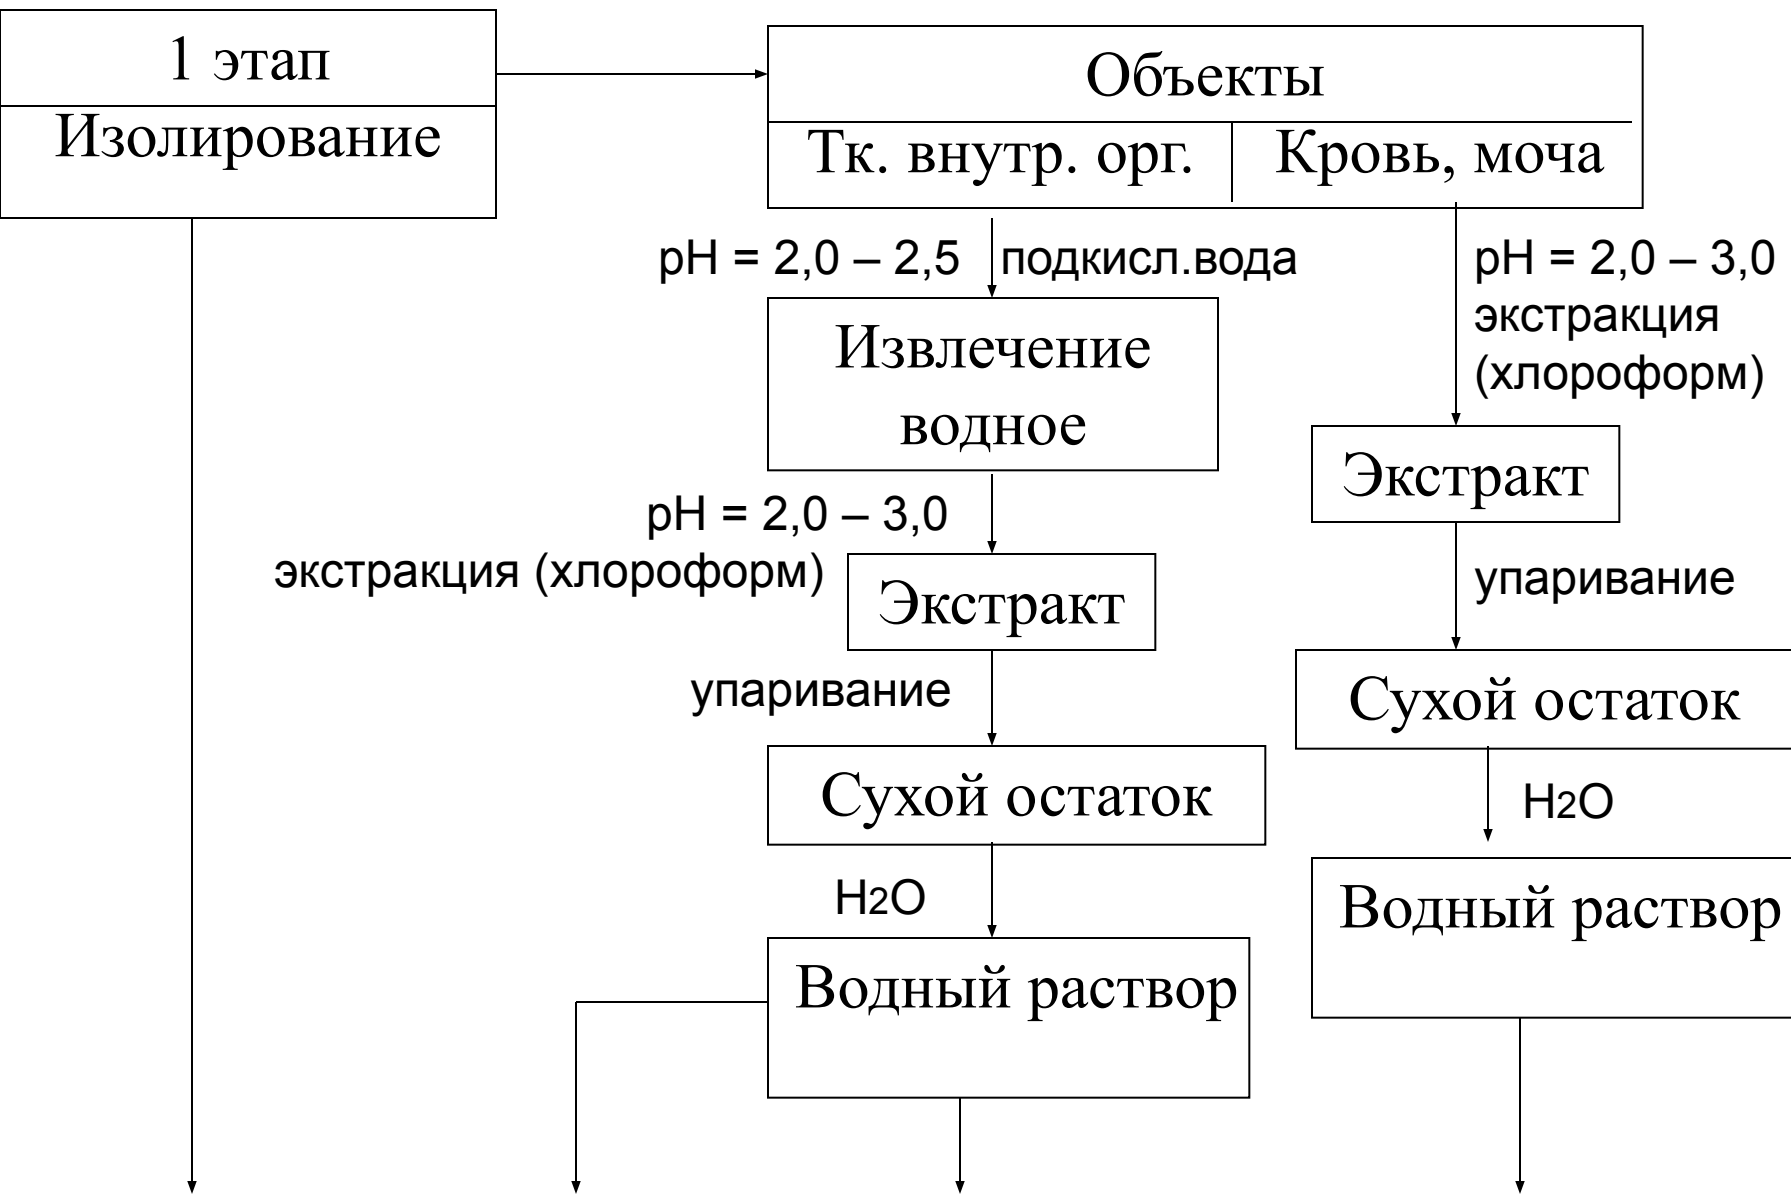 1 этап
Изолирование
Объекты
Тк. внутр. орг.
Кровь, моча
pH = 2,0 – 2,5
подкисл.вода
Извлечение
водное
pH = 2,0 – 3,0
экстракция (хлороформ)
Экстракт
упаривание
Сухой остаток
H2O
Водный раствор
pH = 2,0 – 3,0
экстракция
(хлороформ)
Экстракт
упаривание
Сухой остаток
H2O
Водный раствор